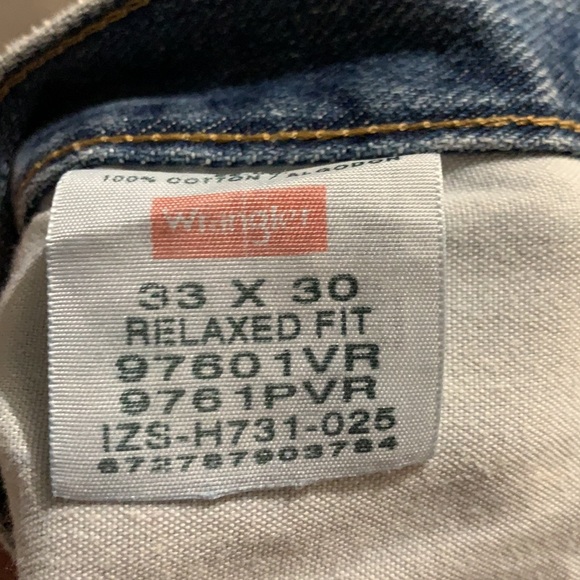 100% COTTON / ALGODON
Wrangler
33 X 30
RELAXED FIT
97601VR
9761PVR
IZS-H731-025
672787903784